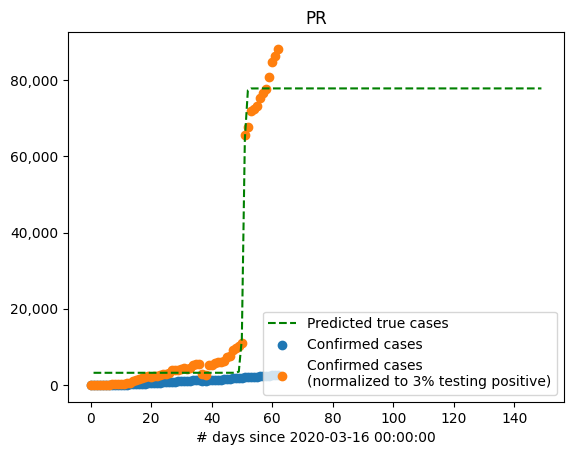 PR
80,000
60,000
40,000
20,000
0
Predicted true cases
Confirmed cases
Confirmed cases
(normalized to 3% testing positive)
0 20 40 60 80 100 120 140
# days since 2020-03-16 00:00:00